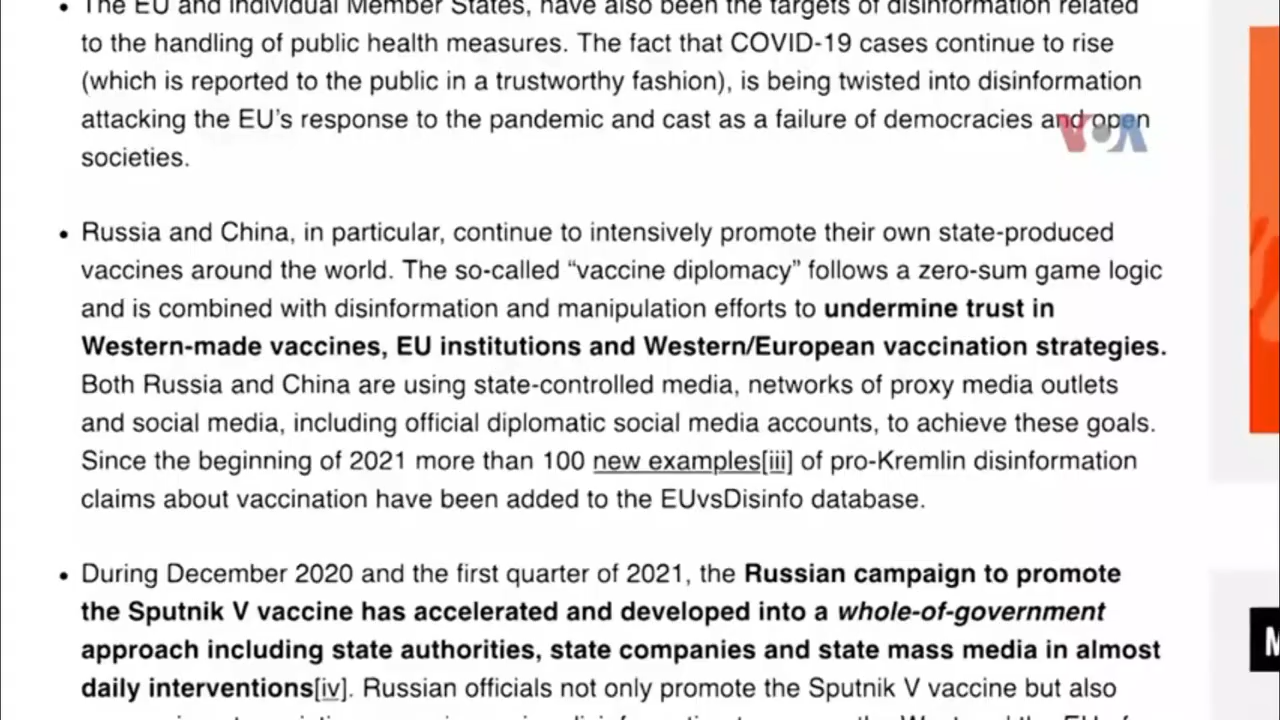 • The EU and individual Member States, have also been the targets of disinformation related
to the handling of public health measures. The fact that COVID-19 cases continue to rise
(which is reported to the public in a trustworthy fashion), is being twisted into disinformation
attacking the EU’s response to the pandemic and cast as a failure of democracies and open
VOA
societies.
• Russia and China, in particular, continue to intensively promote their own state-produced
vaccines around the world. The so-called “vaccine diplomacy” follows a zero-sum game logic
and is combined with disinformation and manipulation efforts to undermine trust in
Western-made vaccines, EU institutions and Western/European vaccination strategies.
Both Russia and China are using state-controlled media, networks of proxy media outlets
and social media, including official diplomatic social media accounts, to achieve these goals.
Since the beginning of 2021 more than 100 new examples[iii] of pro-Kremlin disinformation
claims about vaccination have been added to the EUvsDisinfo database.
• During December 2020 and the first quarter of 2021, the Russian campaign to promote
the Sputnik V vaccine has accelerated and developed into a whole-of-government
approach including state authorities, state companies and state mass media in almost
M
daily interventions[iv]. Russian officials not only promote the Sputnik V vaccine but also